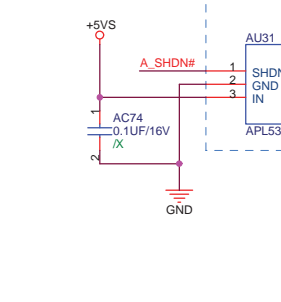 +5VS
AU31
A_SHDN#
1
SHDN
2
GND
3
IN
1
AC74
0.1UF/16V
APL53
/X
2
GND